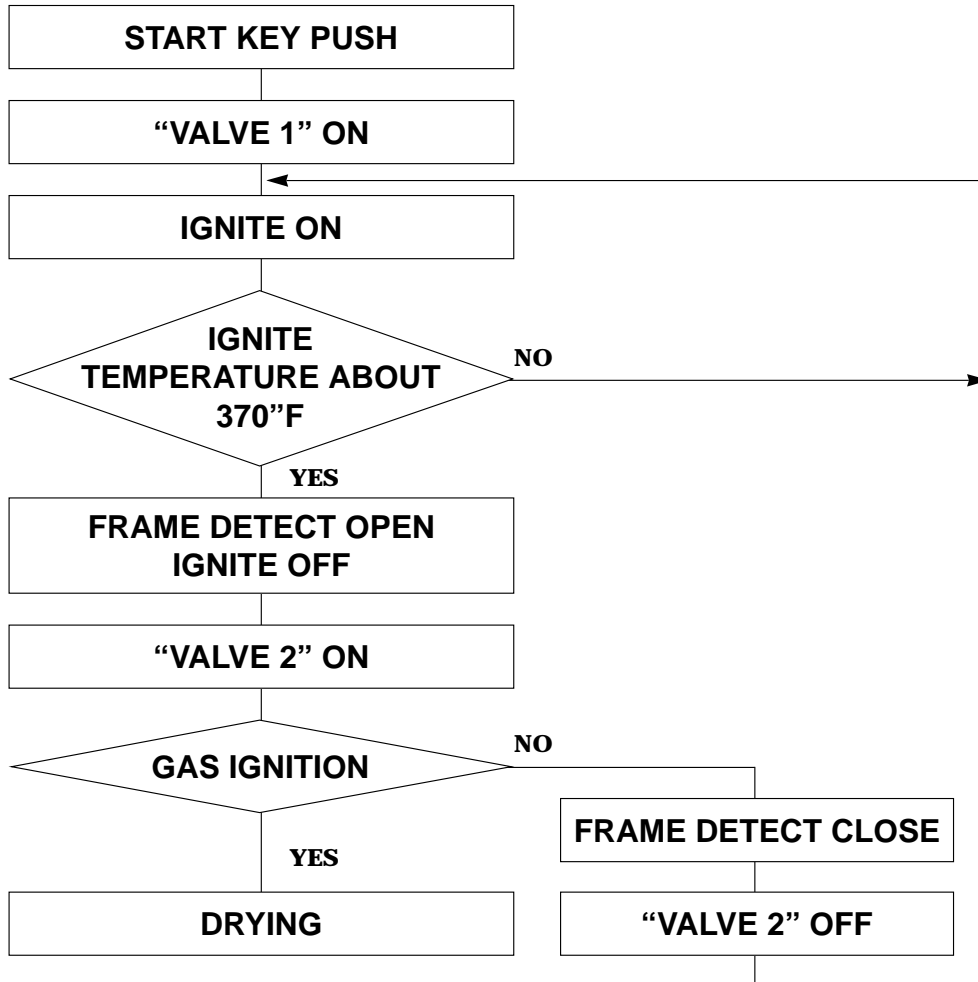 START KEY PUSH
“VALVE 1” ON
IGNITE ON
IGNITE
TEMPERATURE ABOUT
370”F
NO
YES
FRAME DETECT OPEN
IGNITE OFF
“VALVE 2” ON
GAS IGNITION
NO
FRAME DETECT CLOSE
YES
DRYING
“VALVE 2” OFF